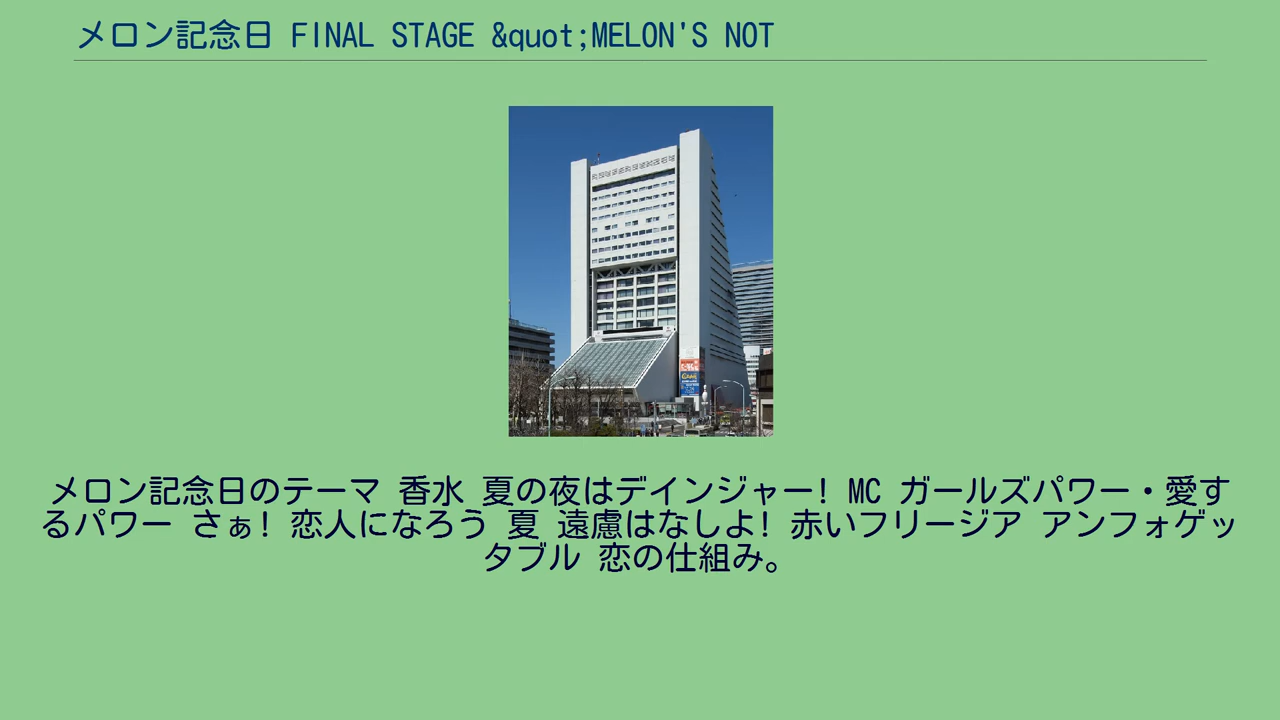 メロン記念日 FINAL STAGE &quot;MELON'S NOT
メロン記念日のテーマ 香水 夏の夜はデインジャー! MC ガールズパワー・愛す
るパワー さぁ! 恋人になろう 夏 遠慮はなしよ! 赤いフリージア アンフォゲッ
タブル 恋の仕組み。